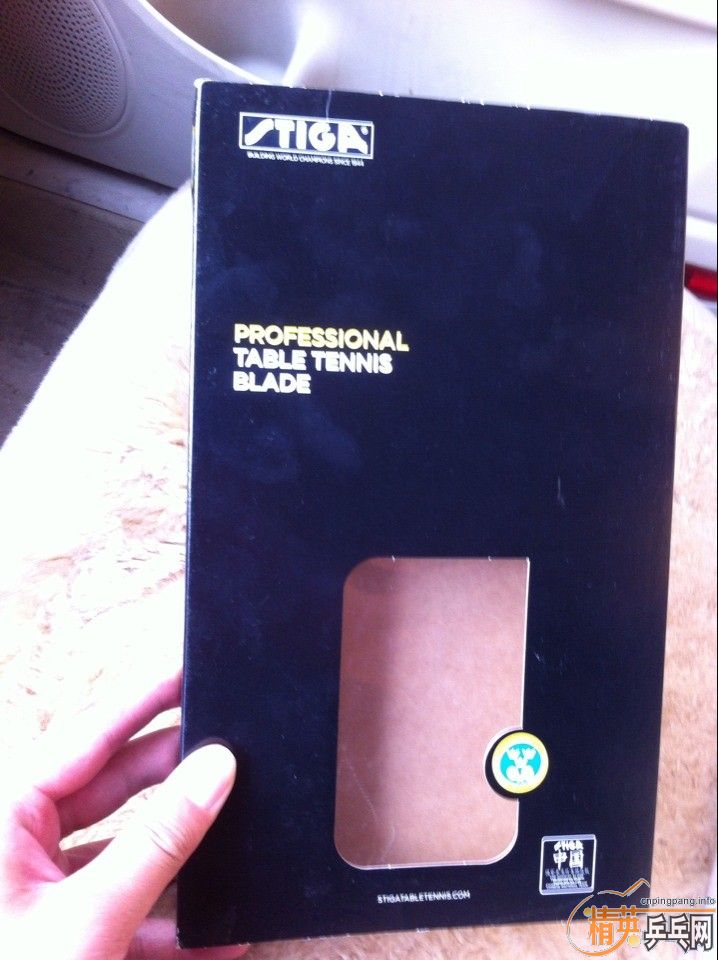 STIGA®
BUILDING WORLD CHAMPIONS SINCE 1944
PROFESSIONAL
TABLE TENNIS
BLADE
STIGA
中国
STIGATABLETENNIS.COM
cnpingpang.info
精英乒乓网